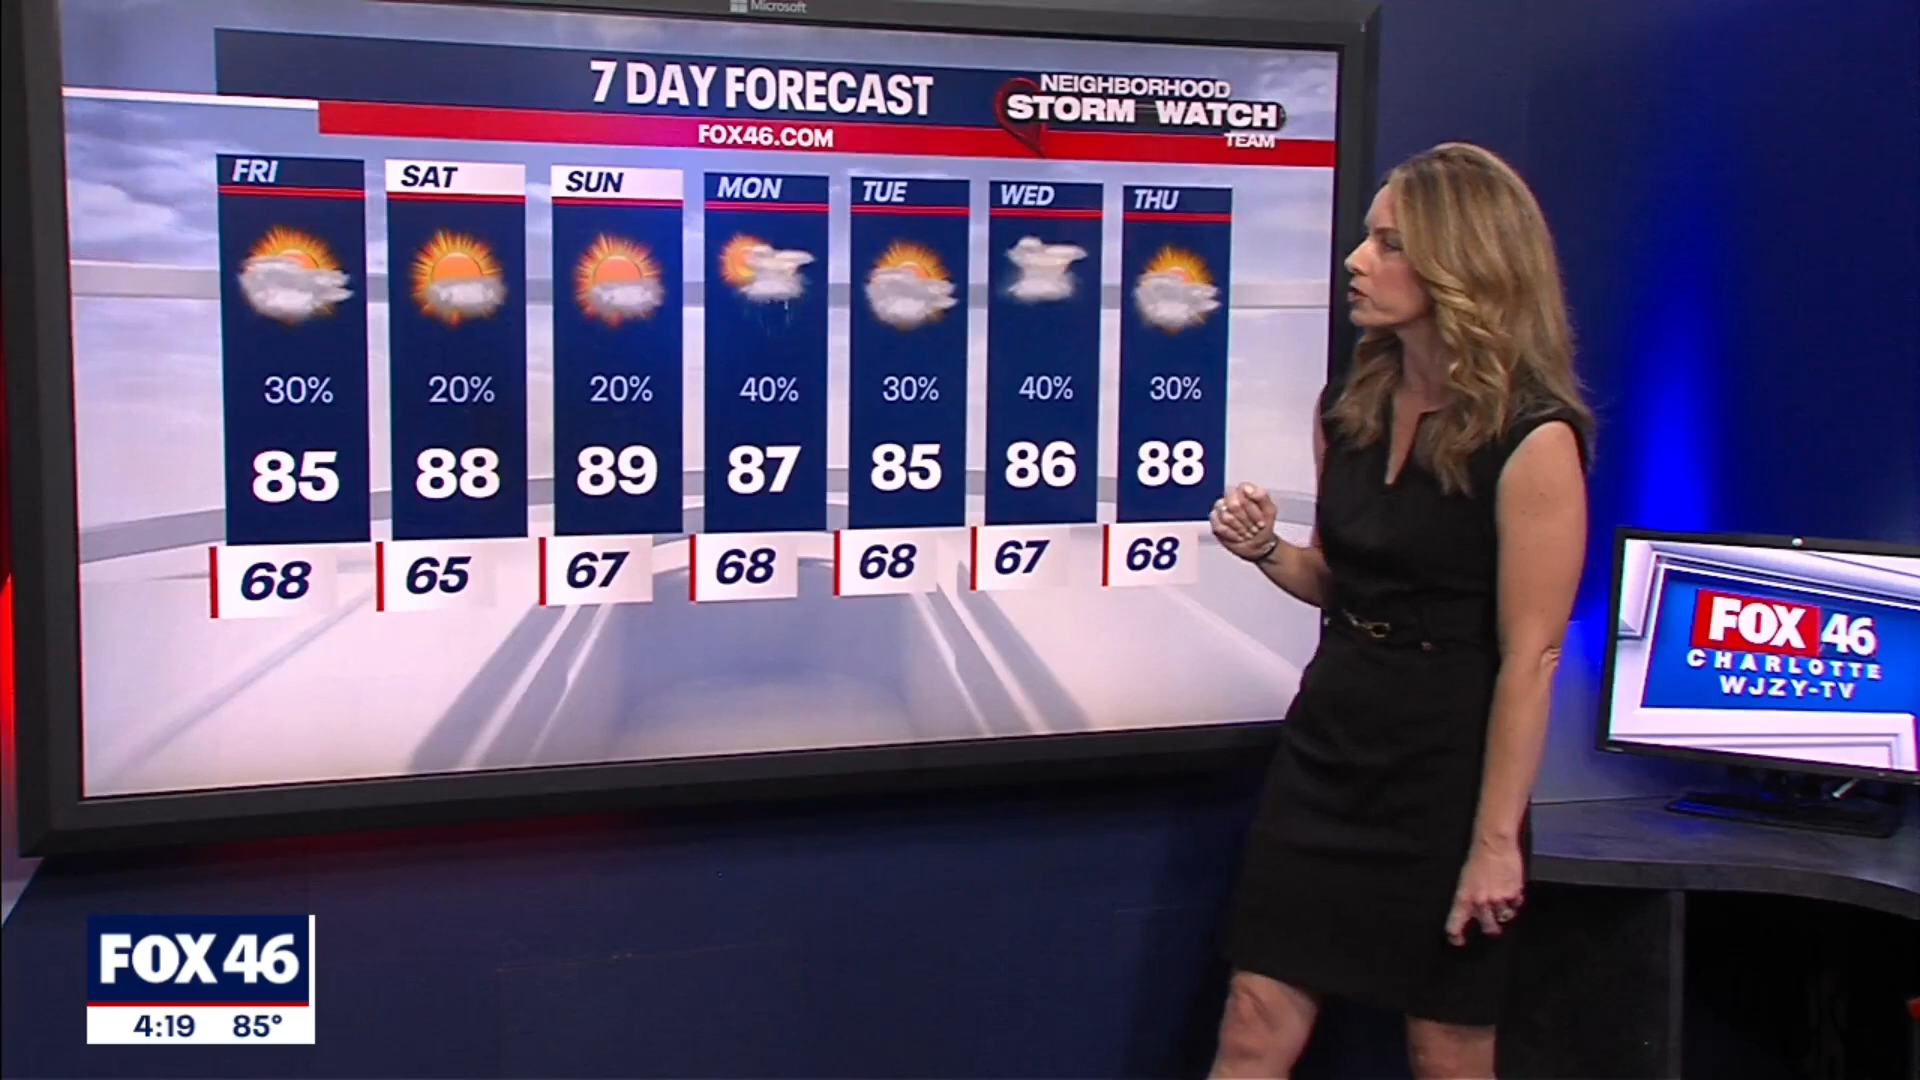 Microsoft
7 DAY FORECAST
NEIGHBORHOOD
STORM WATCH
TEAM
FOX46.COM
FRI SAT SUN MON TUE WED THU
30% 20% 20% 40% 30% 40% 30%
85 88 89 87 85 86 88
68 65 67 68 68 67 68
FOX 46
CHARLOTTE
WJZY-TV
FOX 46
4:19 85°